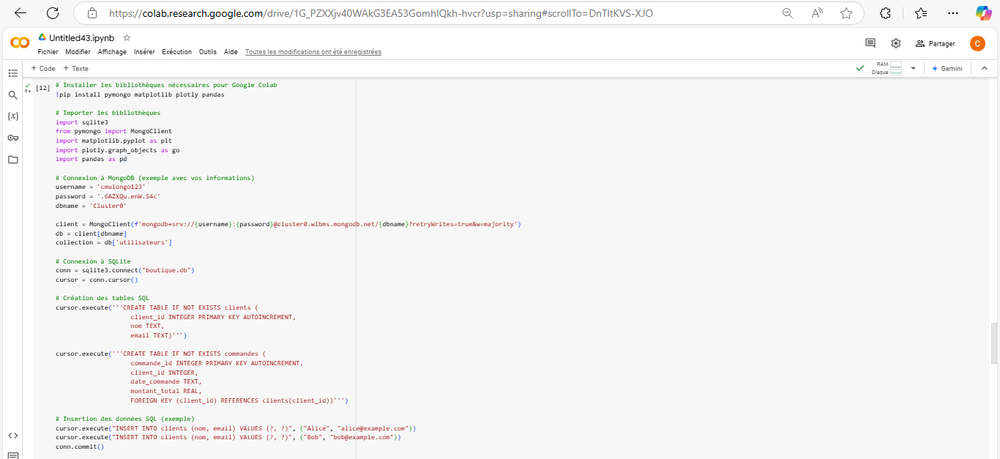 https://colab.research.google.com/drive/1G_PZXXjv40WAkG3EA53GomhIQkh-hvcr?usp=sharing#scrollTo=DnTltKVS-XJO
Untitled43.ipynb
Fichier Modifier Affichage Insérer Exécution Outils Aide Toutes les modifications ont été enregistrées
Partager
C
+ Code + Texte
RAM
Disque
Gemini
[12]
# Installer les bibliothèques nécessaires pour Google Colab
!pip install pymongo matplotlib plotly pandas
# Importer les bibliothèques
import sqlite3
from pymongo import MongoClient
import matplotlib.pyplot as plt
import plotly.graph_objects as go
import pandas as pd
# Connexion à MongoDB (exemple avec vos informations)
username = 'cmulongo123'
password = '.6AZXQu.enW.S4c'
dbname = 'Cluster0'
client = MongoClient(f'mongodb+srv://{username}:{password}@cluster0.wlbms.mongodb.net/{dbname}?retryWrites=true&w=majority')
db = client[dbname]
collection = db['utilisateurs']
# Connexion à SQLite
conn = sqlite3.connect("boutique.db")
cursor = conn.cursor()
# Création des tables SQL
cursor.execute('''CREATE TABLE IF NOT EXISTS clients (
client_id INTEGER PRIMARY KEY AUTOINCREMENT,
nom TEXT,
email TEXT)''')
cursor.execute('''CREATE TABLE IF NOT EXISTS commandes (
commande_id INTEGER PRIMARY KEY AUTOINCREMENT,
client_id INTEGER,
date_commande TEXT,
montant_total REAL,
FOREIGN KEY (client_id) REFERENCES clients(client_id))''')
# Insertion des données SQL (exemple)
cursor.execute("INSERT INTO clients (nom, email) VALUES (?, ?)", ("Alice", "alice@example.com"))
cursor.execute("INSERT INTO clients (nom, email) VALUES (?, ?)", ("Bob", "bob@example.com"))
conn.commit()